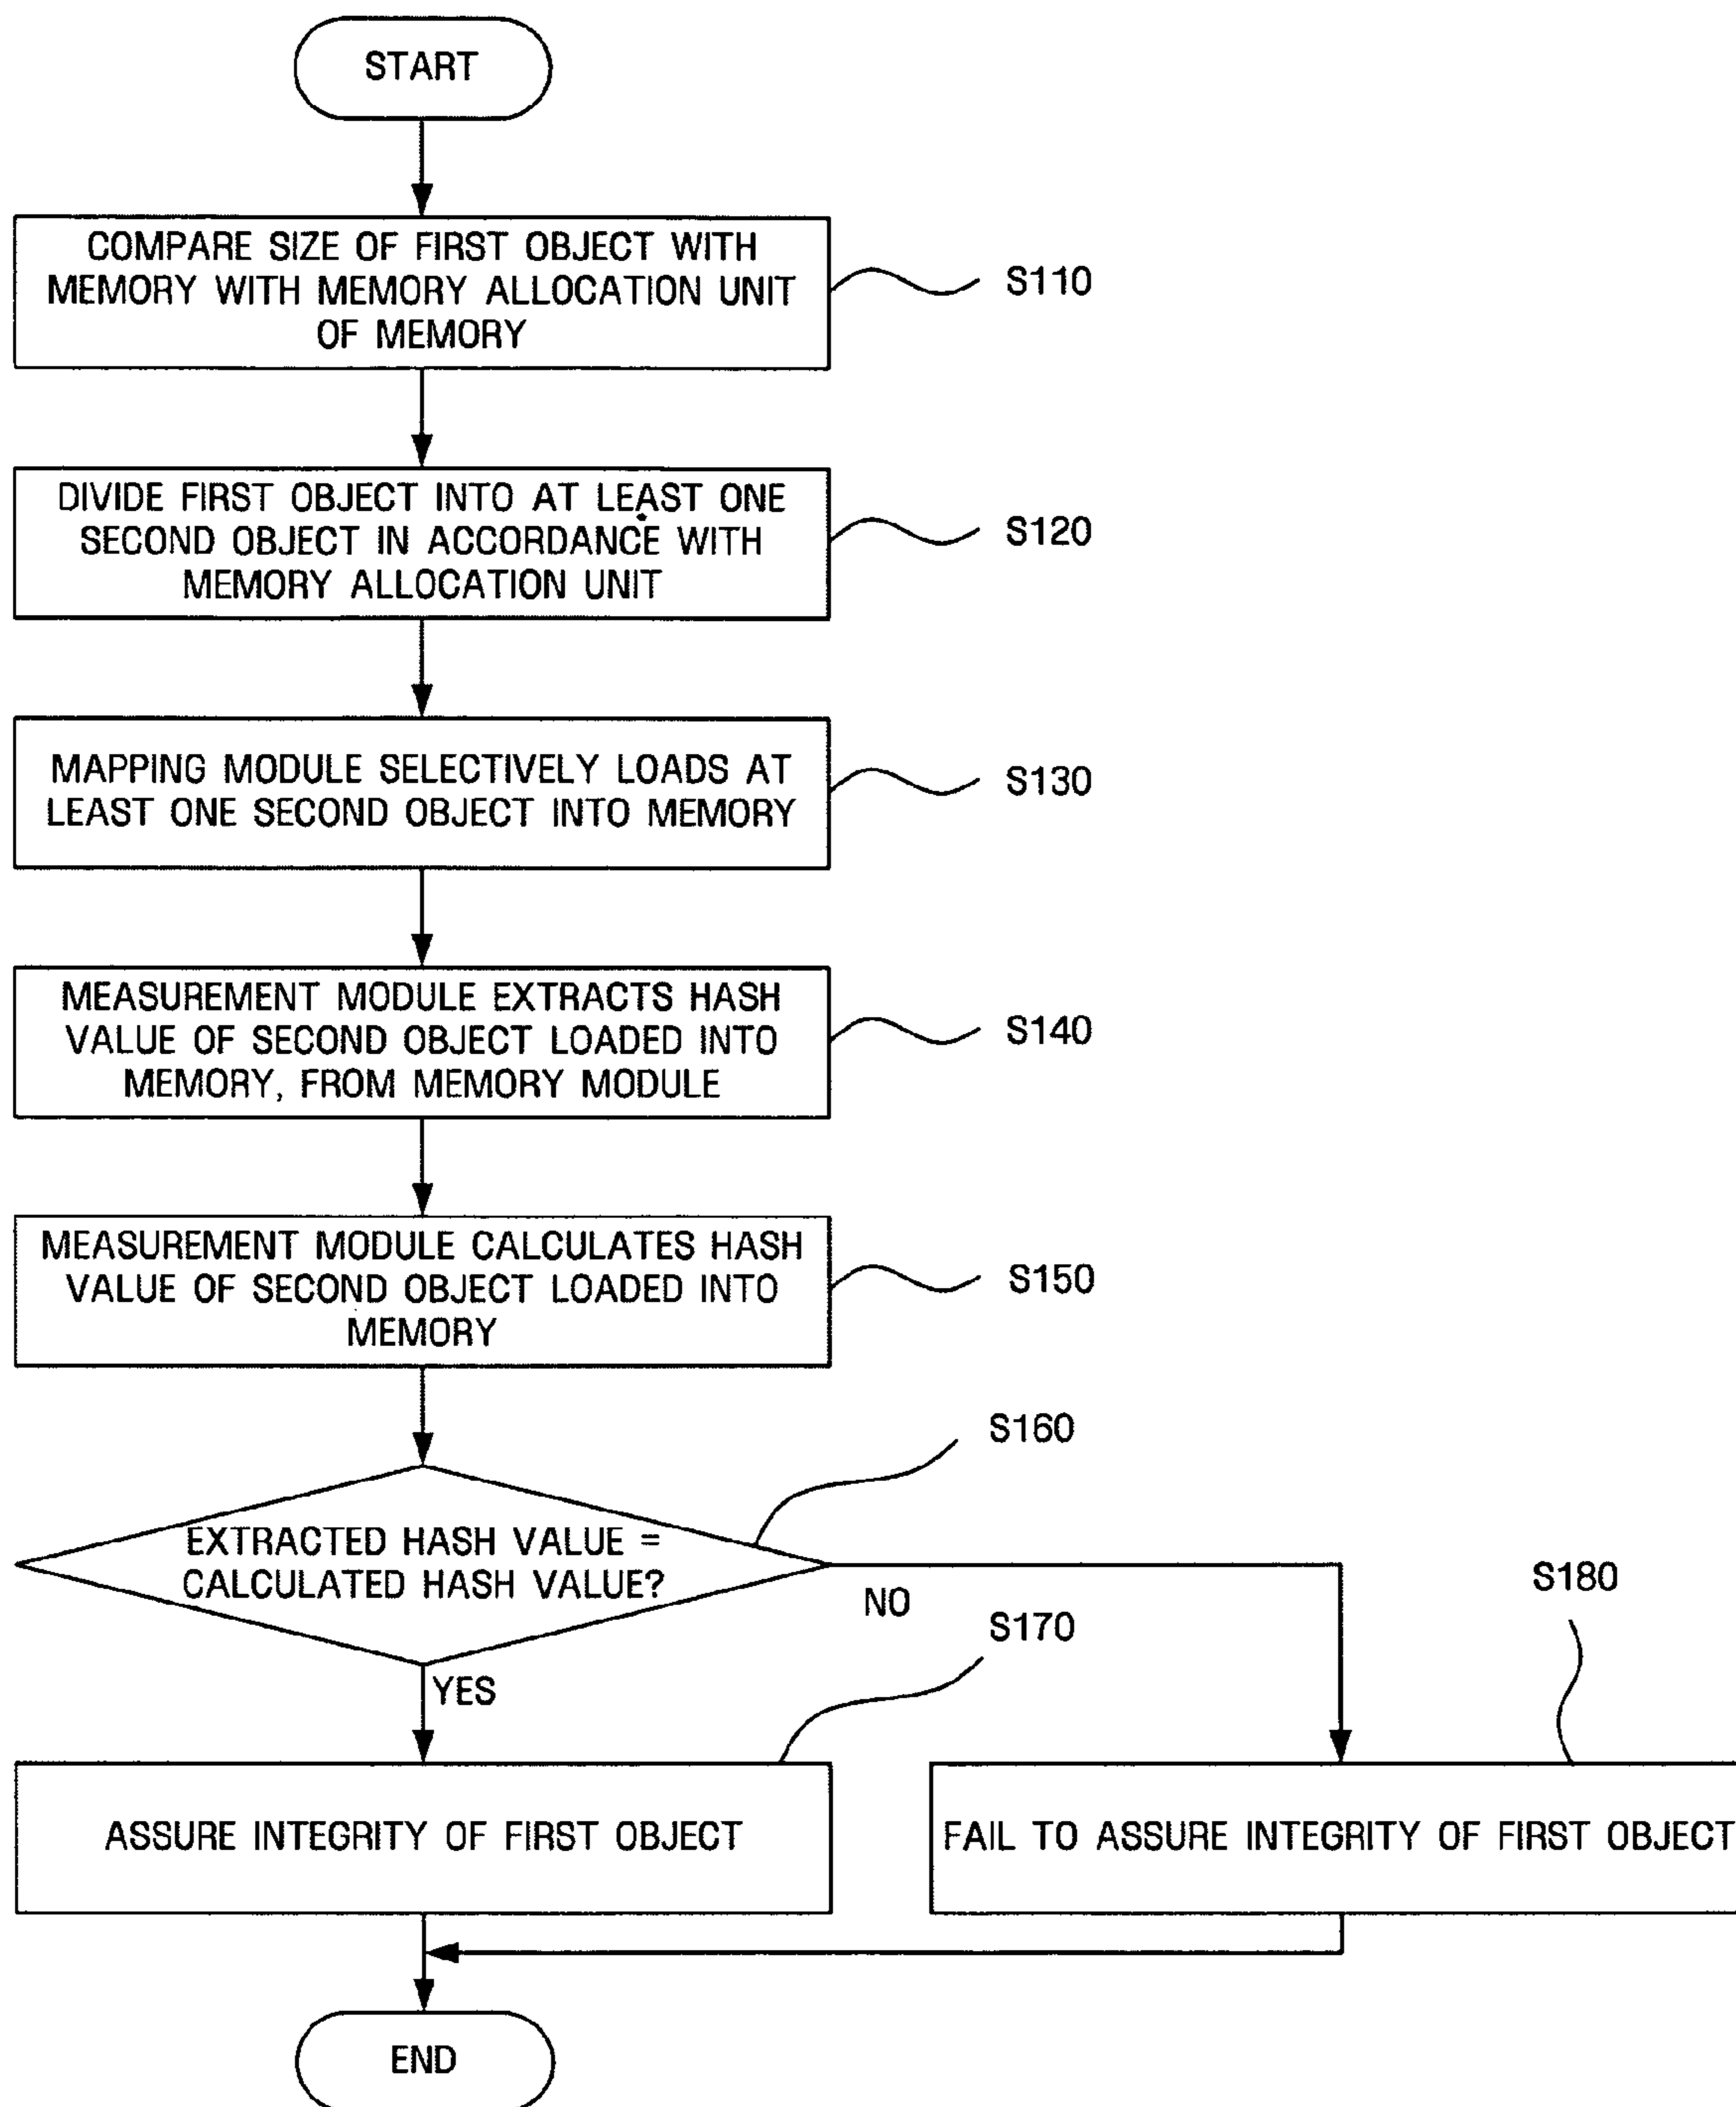 START
COMPARE SIZE OF FIRST OBJECT WITH
MEMORY WITH MEMORY ALLOCATION UNIT
OF MEMORY
S110
DIVIDE FIRST OBJECT INTO AT LEAST ONE
SECOND OBJECT IN ACCORDANCE WITH
MEMORY ALLOCATION UNIT
S120
MAPPING MODULE SELECTIVELY LOADS AT
LEAST ONE SECOND OBJECT INTO MEMORY
S130
MEASUREMENT MODULE EXTRACTS HASH
VALUE OF SECOND OBJECT LOADED INTO
MEMORY, FROM MEMORY MODULE
S140
MEASUREMENT MODULE CALCULATES HASH
VALUE OF SECOND OBJECT LOADED INTO
MEMORY
S150
S160
EXTRACTED HASH VALUE =
CALCULATED HASH VALUE?
NO
S180
S170
YES
ASSURE INTEGRITY OF FIRST OBJECT
FAIL TO ASSURE INTEGRITY OF FIRST OBJECT
END